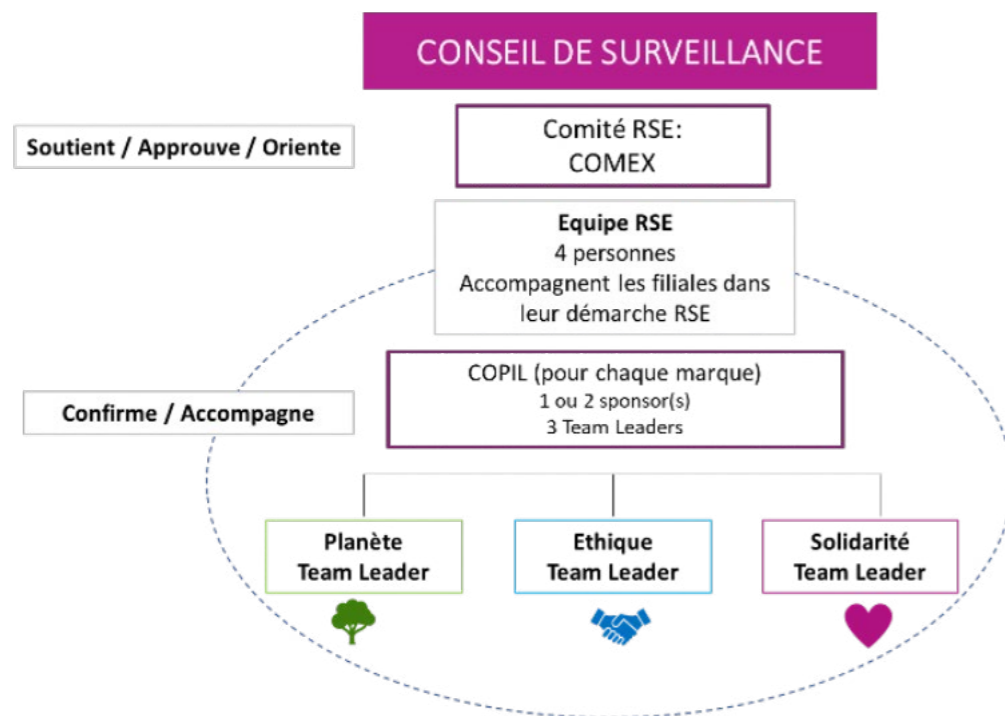 CONSEIL DE SURVEILLANCE
Soutient / Approuve / Oriente
Comité RSE:
COMEX
Equipe RSE
4 personnes
Accompagnent les filiales dans
leur démarche RSE
Confirme / Accompagne
COPIL (pour chaque marque)
1 ou 2 sponsor(s)
3 Team Leaders
Planète
Team Leader
Ethique
Team Leader
Solidarité
Team Leader